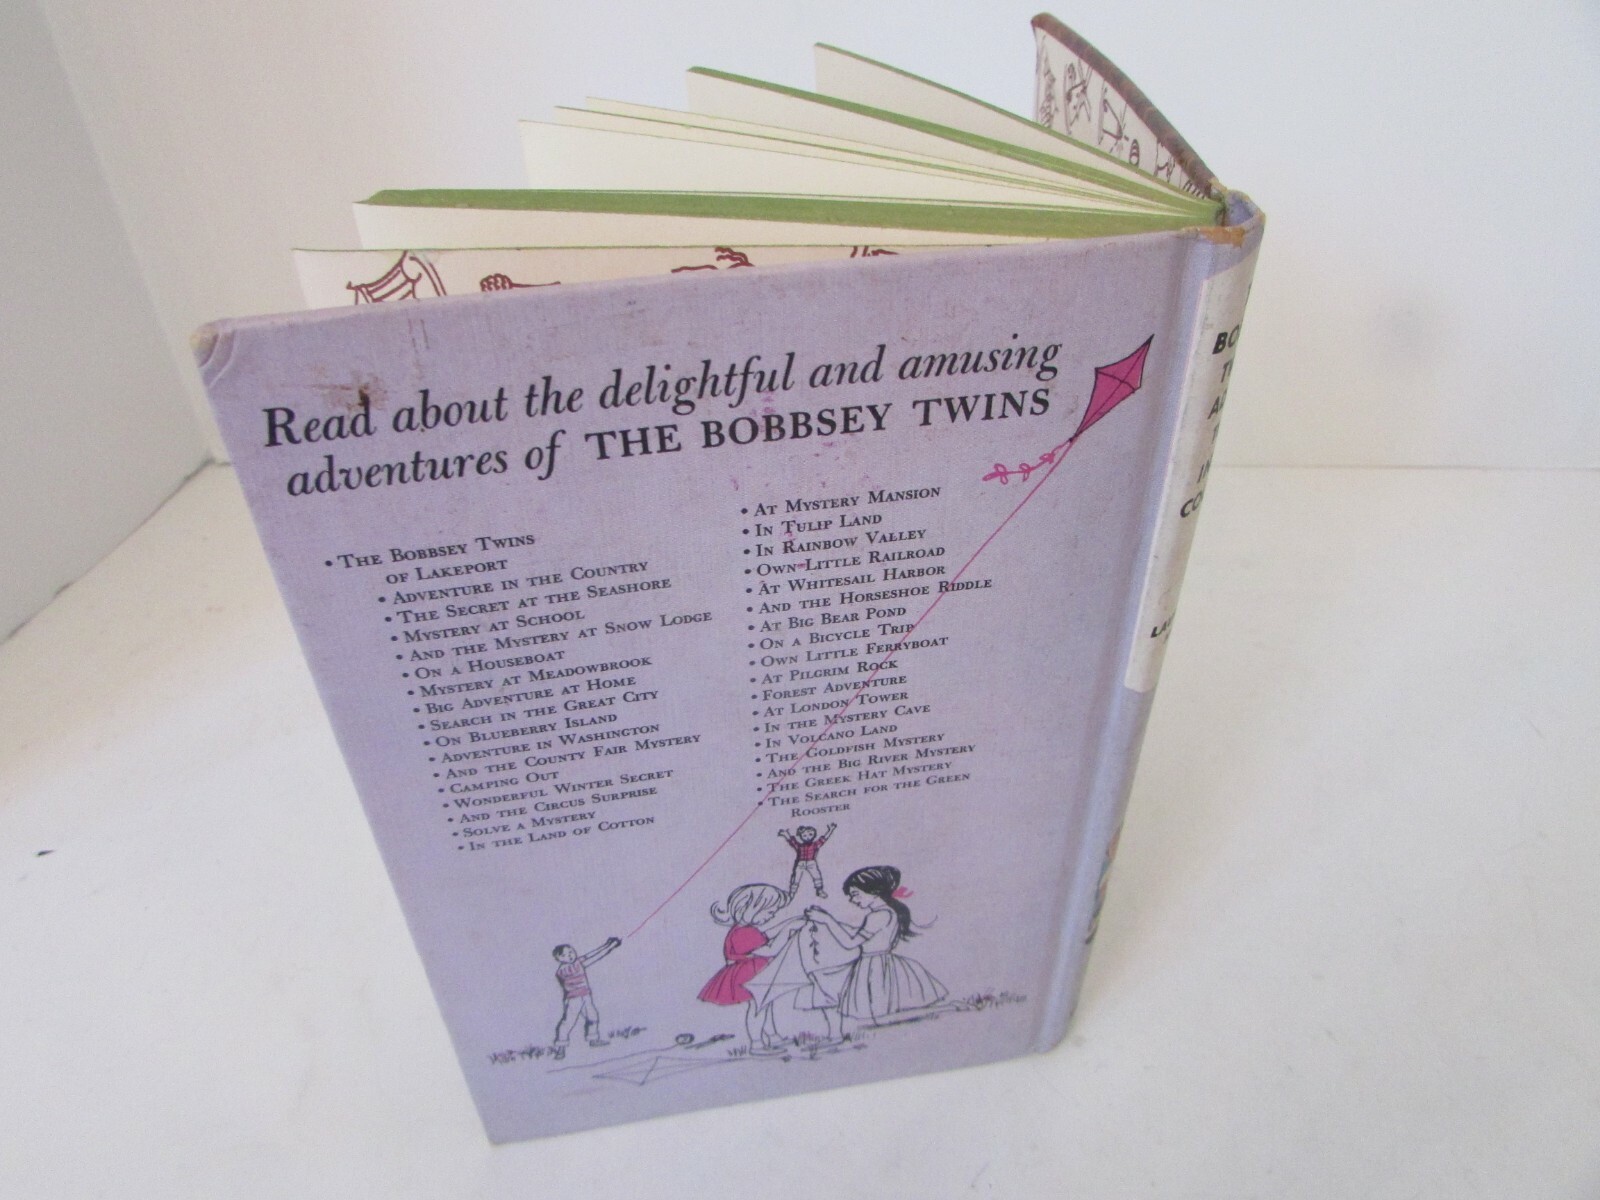 Read about the delightful and amusing
adventures of THE BOBBSEY TWINS
• THE BOBBSEY TWINS
OF LAKEPORT
• ADVENTURE IN THE COUNTRY
• THE SECRET AT THE SEASHORE
• MYSTERY AT SCHOOL
• AND THE MYSTERY AT SNOW LODGE
• ON A HOUSEBOAT
• MYSTERY AT MEADOWBROOK
• BIG ADVENTURE AT HOME
• SEARCH IN THE GREAT CITY
• ON BLUEBERRY ISLAND
• ADVENTURE IN WASHINGTON
• AND THE COUNTY FAIR MYSTERY
• CAMPING OUT
• WONDERFUL WINTER SECRET
• AND THE CIRCUS SURPRISE
• SOLVE A MYSTERY
• IN THE LAND OF COTTON
• AT MYSTERY MANSION
• IN TULIP LAND
• IN RAINBOW VALLEY
• OWN LITTLE RAILROAD
• AT WHITESAIL HARBOR
• AND THE HORSESHOE RIDDLE
• AT BIG BEAR POND
• ON A BICYCLE TRIP
• OWN LITTLE FERRYBOAT
• AT PILGRIM ROCK
• FOREST ADVENTURE
• AT LONDON TOWER
• IN THE MYSTERY CAVE
• IN VOLCANO LAND
• THE GOLDFISH MYSTERY
• AND THE BIG RIVER MYSTERY
• THE GREEK HAT MYSTERY
• THE SEARCH FOR THE GREEN
ROOSTER